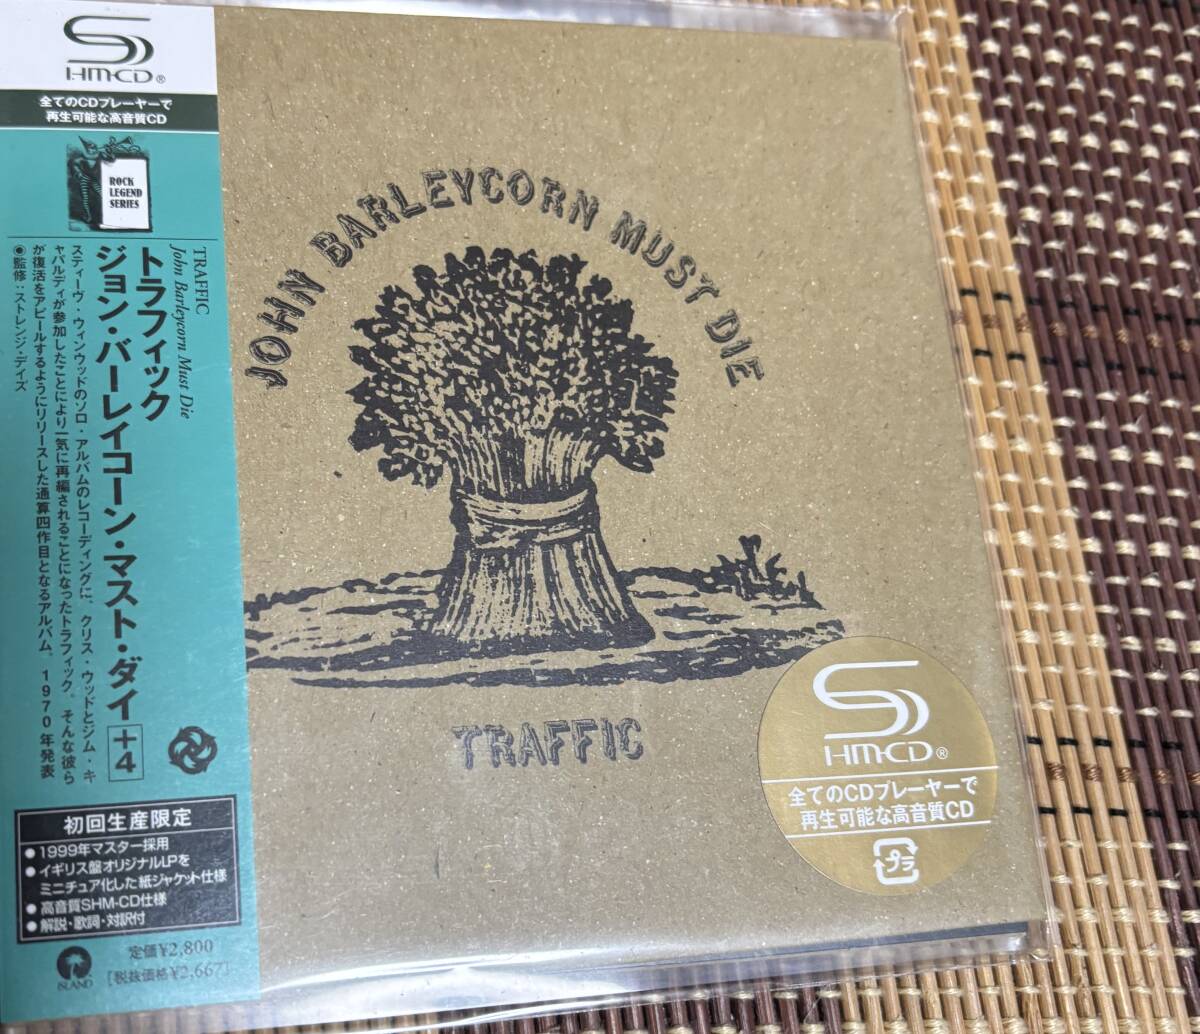 SHM-CD®
全てのCDプレーヤーで
再生可能な高音質CD
ROCK
LEGEND
SERIES
TRAFFIC
John Barleycorn Must Die
トラフィック
ジョン・バーレイコーン・マスト・ダイ+4
スティーヴ・ウィンウッドのソロ・アルバムのレコーディングに、クリス・ウッドとジム・キ
ャパルディが参加したことにより一気に再編されることになったトラフィック。そんな彼ら
が復活をアピールするようにリリースした通算四作目となるアルバム。1970年発表
◉監修:ストレンジ・デイズ
初回生産限定
●1999年マスター採用
●イギリス盤オリジナルLPを
ミニチュア化した紙ジャケット仕様
●高音質SHM-CD仕様
●解説・歌詞・対訳付
ISLAND
定価¥2,800
[税抜価格¥2,667]
JOHN BARLEYCORN MUST DIE
TRAFFIC
SHM-CD®
全てのCDプレーヤーで
再生可能な高音質CD
プラ